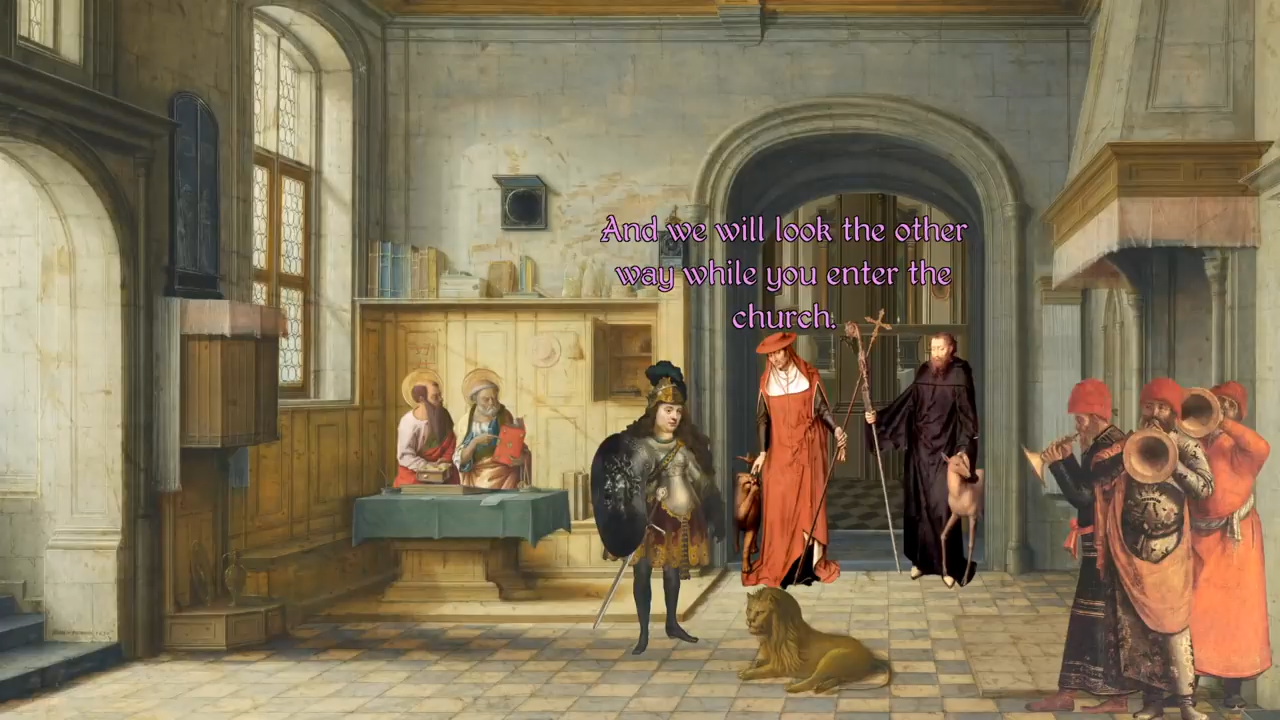 And we will look the other
way while you enter the
church.